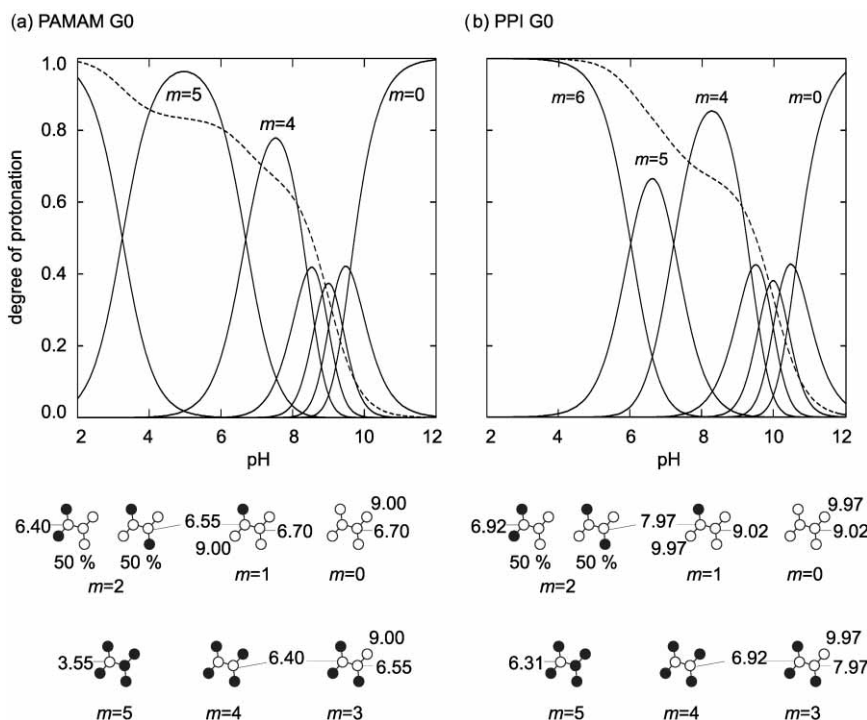 (a) PAMAM G0
(b) PPI G0
degree of protonation
1.0
0.8
0.6
0.4
0.2
0.0
m=5
m=4
m=0
2 4 6 8 10 12
pH
m=6
m=5
m=4
m=0
2 4 6 8 10 12
pH
6.40
50 %
50 %
m=2
6.55
9.00
6.70
m=1
9.00
6.70
m=0
3.55
m=5
m=4
6.40
9.00
6.55
m=3
6.92
50 %
50 %
m=2
7.97
9.97
9.02
m=1
9.97
9.02
m=0
6.31
m=5
m=4
6.92
9.97
7.97
m=3